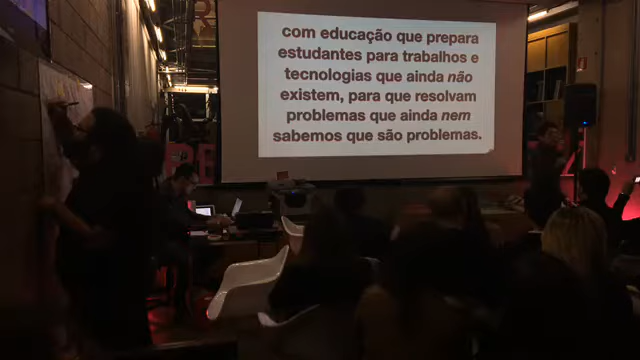 com educação que prepara
estudantes para trabalhos e
tecnologias que ainda não
existem, para que resolvam
problemas que ainda nem
sabemos que são problemas.